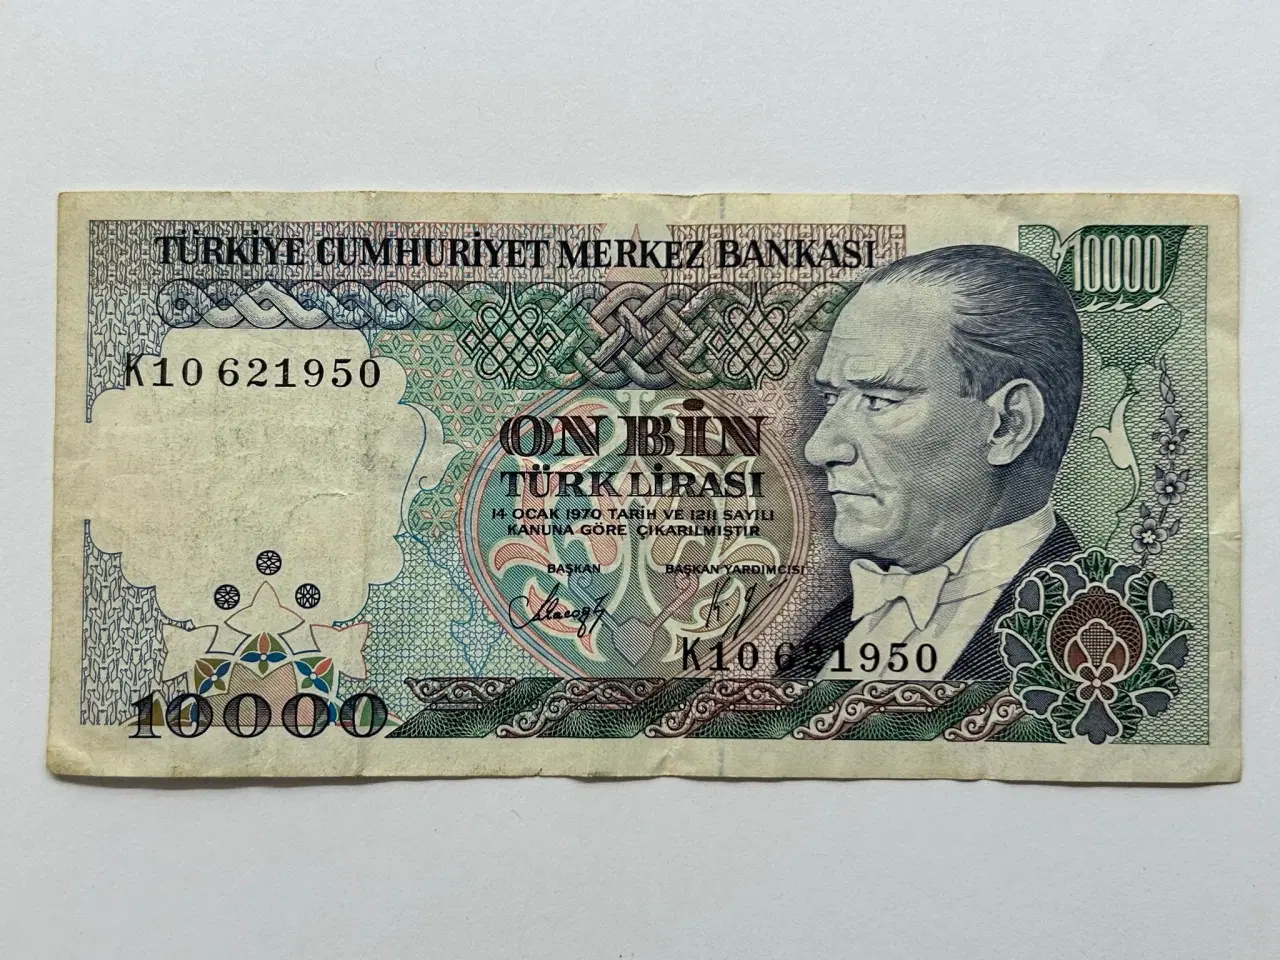 TÜRKİYE CUMHURİYET MERKEZ BANKASI
10000
K10 621950
ON BİN
TÜRK LİRASI
14 OCAK 1970 TARİH VE 1211 SAYILI
KANUNA GÖRE ÇIKARILMIŞTIR
BAŞKAN BAŞKAN YARDIMCISI
K10 621950
10000